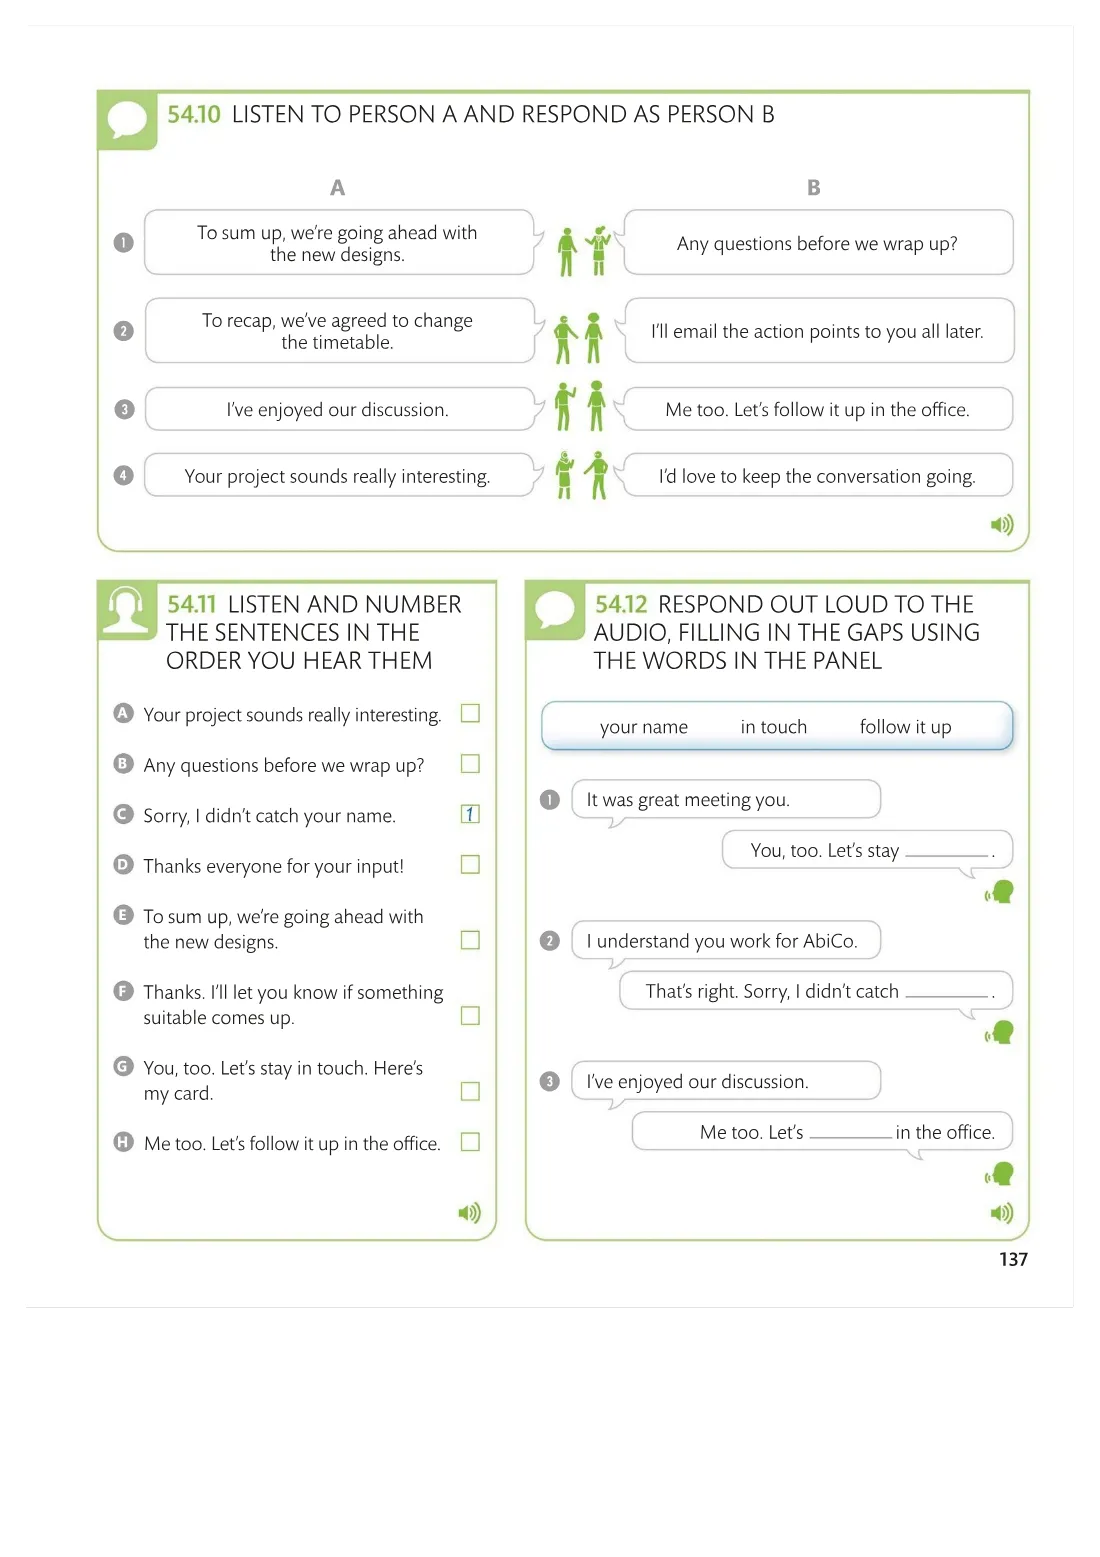 54.10 LISTEN TO PERSON A AND RESPOND AS PERSON B
A
B
1
To sum up, we're going ahead with
the new designs.
Any questions before we wrap up?
2
To recap, we've agreed to change
the timetable.
I'll email the action points to you all later.
3
I've enjoyed our discussion.
Me too. Let's follow it up in the office.
4
Your project sounds really interesting.
I'd love to keep the conversation going.
54.11 LISTEN AND NUMBER
THE SENTENCES IN THE
ORDER YOU HEAR THEM
A Your project sounds really interesting.
B Any questions before we wrap up?
C Sorry, I didn't catch your name. 1
D Thanks everyone for your input!
E To sum up, we're going ahead with
the new designs.
F Thanks. I'll let you know if something
suitable comes up.
G You, too. Let's stay in touch. Here's
my card.
H Me too. Let's follow it up in the office.
54.12 RESPOND OUT LOUD TO THE
AUDIO, FILLING IN THE GAPS USING
THE WORDS IN THE PANEL
your name in touch follow it up
1 It was great meeting you.
You, too. Let's stay ________ .
2 I understand you work for AbiCo.
That's right. Sorry, I didn't catch ________ .
3 I've enjoyed our discussion.
Me too. Let's ________ in the office.
137